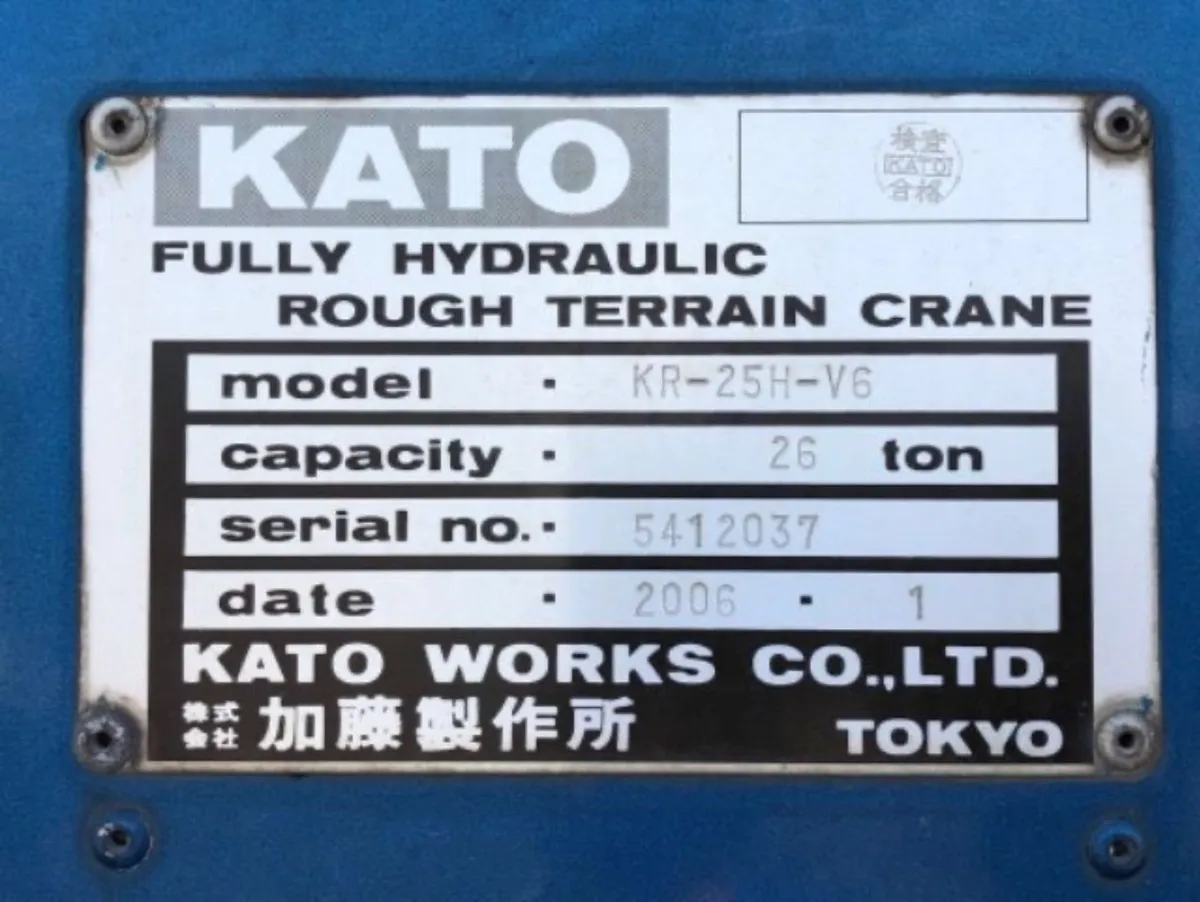 KATO
検査
KATO
合格
FULLY HYDRAULIC
ROUGH TERRAIN CRANE
model · KR-25H-V6
capacity · 26 ton
serial no. · 5412037
date · 2006 · 1
KATO WORKS CO.,LTD.
株式会社 加藤製作所 TOKYO